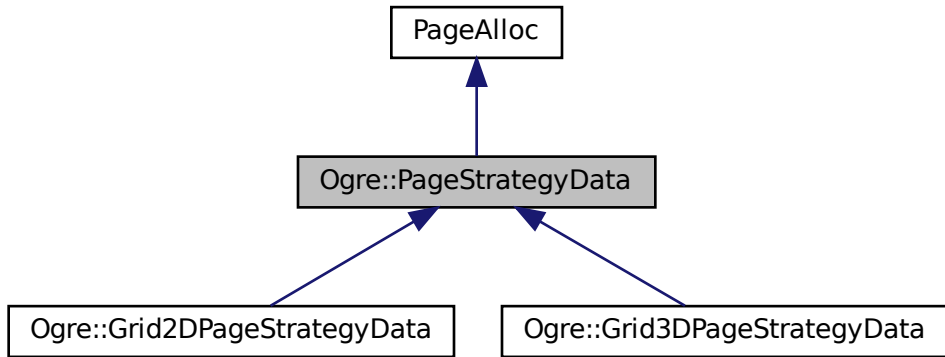 PageAlloc
Ogre::PageStrategyData
Ogre::Grid2DPageStrategyData
Ogre::Grid3DPageStrategyData